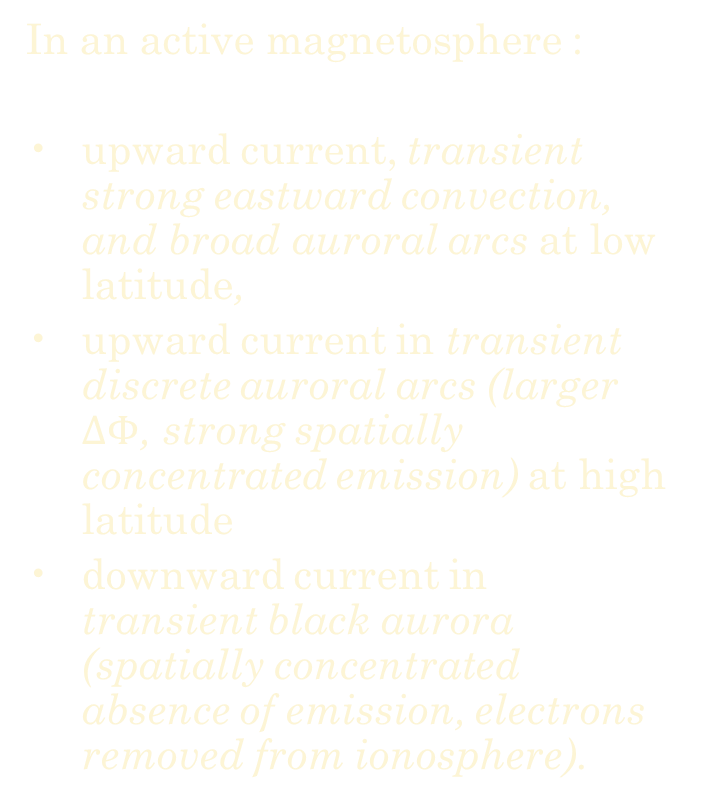 In an active magnetosphere :
• upward current, transient
strong eastward convection,
and broad auroral arcs at low
latitude,
• upward current in transient
discrete auroral arcs (larger
ΔΦ, strong spatially
concentrated emission) at high
latitude
• downward current in
transient black aurora
(spatially concentrated
absence of emission, electrons
removed from ionosphere).